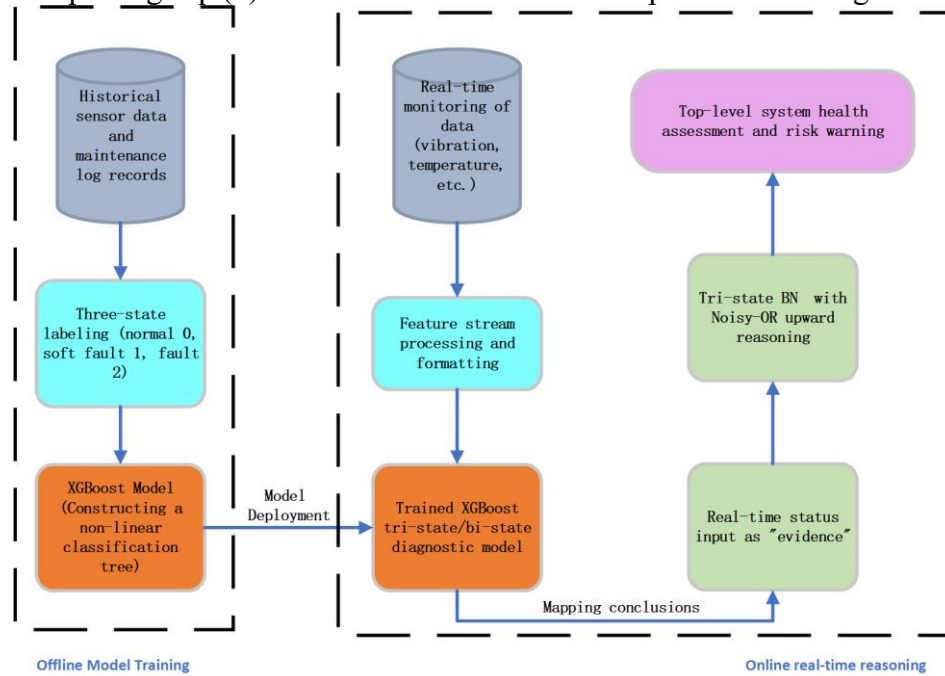 Historical
sensor data
and
maintenance
log records
Three-state
labeling (normal 0,
soft fault 1, fault
2)
XGBoost Model
(Constructing a
non-linear
classification
tree)
Model
Deployment
Real-time
monitoring of
data
(vibration,
temperature,
etc.)
Feature stream
processing and
formatting
Trained XGBoost
tri-state/bi-state
diagnostic model
Mapping conclusions
Real-time status
input as "evidence"
Tri-state BN with
Noisy-OR upward
reasoning
Top-level system health
assessment and risk warning
Offline Model Training
Online real-time reasoning